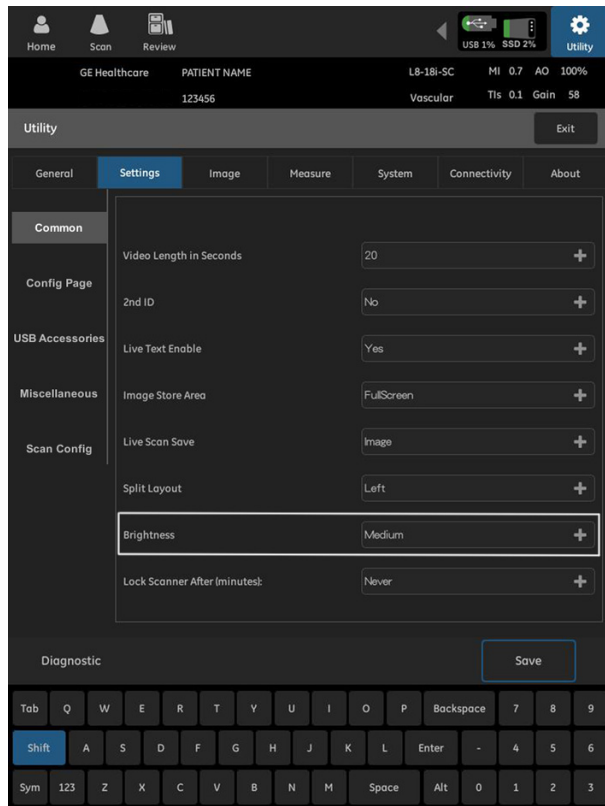 Home Scan Review USB 1% SSD 2% Utility
GE Healthcare PATIENT NAME L8-18i-SC MI 0.7 AO 100%
123456 Vascular TIs 0.1 Gain 58
Utility Exit
General Settings Image Measure System Connectivity About
Common
Video Length in Seconds 20
Config Page
2nd ID No
USB Accessories
Live Text Enable Yes
Miscellaneous Image Store Area FullScreen
Scan Config Live Scan Save Image
Split Layout Left
Brightness Medium
Lock Scanner After (minutes): Never
Diagnostic Save
Tab Q W E R T Y U I O P Backspace 7 8 9
Shift A S D F G H J K L Enter - 4 5 6
Sym 123 Z X C V B N M Space Alt 0 1 2 3